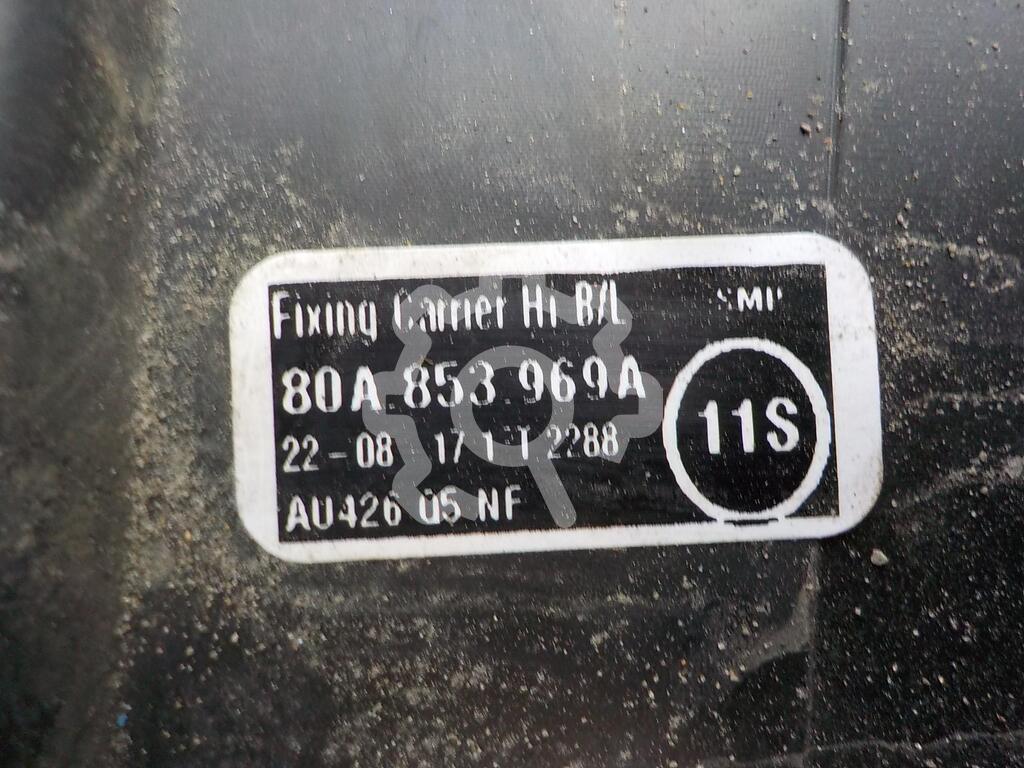 Fixing Carrier Hi B/L
SMP
80A 853 969A
11S
22-08 17 1 T 2288
AU426 05 NF